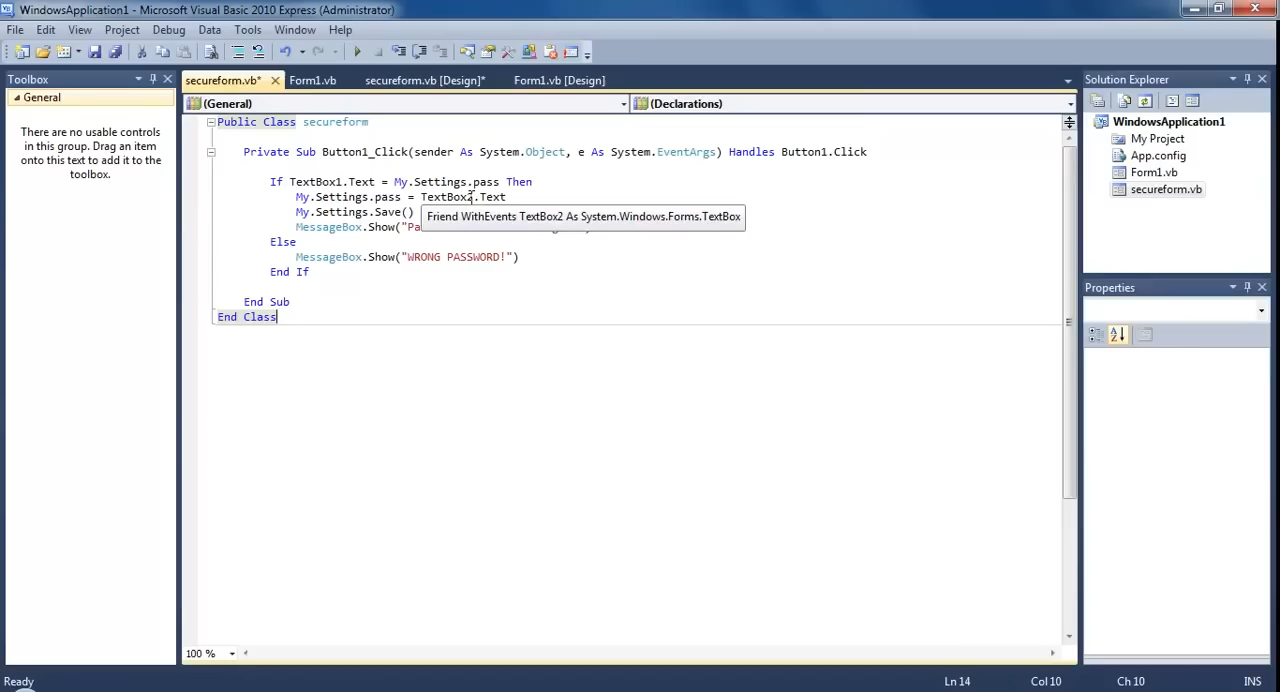 WindowsApplication1 - Microsoft Visual Basic 2010 Express (Administrator)
File Edit View Project Debug Data Tools Window Help
Toolbox
General
There are no usable controls
in this group. Drag an item
onto this text to add it to the
toolbox.
secureform.vb* Form1.vb secureform.vb [Design]* Form1.vb [Design]
(General) (Declarations)
Public Class secureform
Private Sub Button1_Click(sender As System.Object, e As System.EventArgs) Handles Button1.Click
If TextBox1.Text = My.Settings.pass Then
My.Settings.pass = TextBox2.Text
My.Settings.Save()
Friend WithEvents TextBox2 As System.Windows.Forms.TextBox
MessageBox.Show("Pa
Else
MessageBox.Show("WRONG PASSWORD!")
End If
End Sub
End Class
100 %
Solution Explorer
WindowsApplication1
My Project
App.config
Form1.vb
secureform.vb
Properties
Ready Ln 14 Col 10 Ch 10 INS